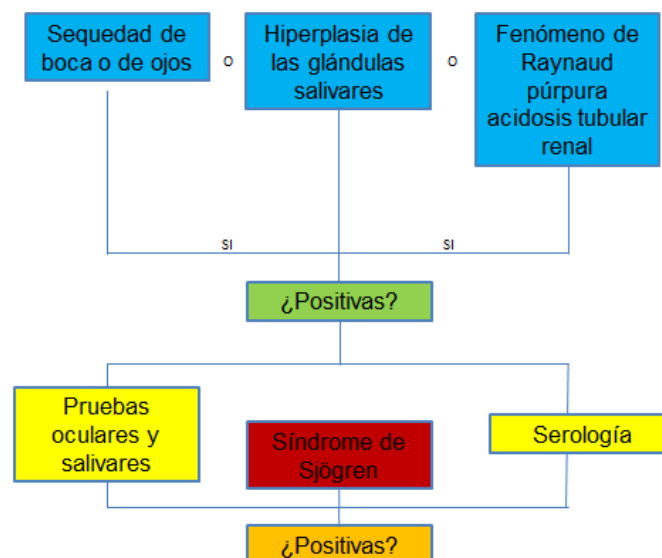 Sequedad de
boca o de ojos
o
Hiperplasia de
las glándulas
salivares
o
Fenómeno de
Raynaud
púrpura
acidosis tubular
renal
SI
SI
¿Positivas?
Pruebas
oculares y
salivares
Síndrome de
Sjögren
Serología
¿Positivas?